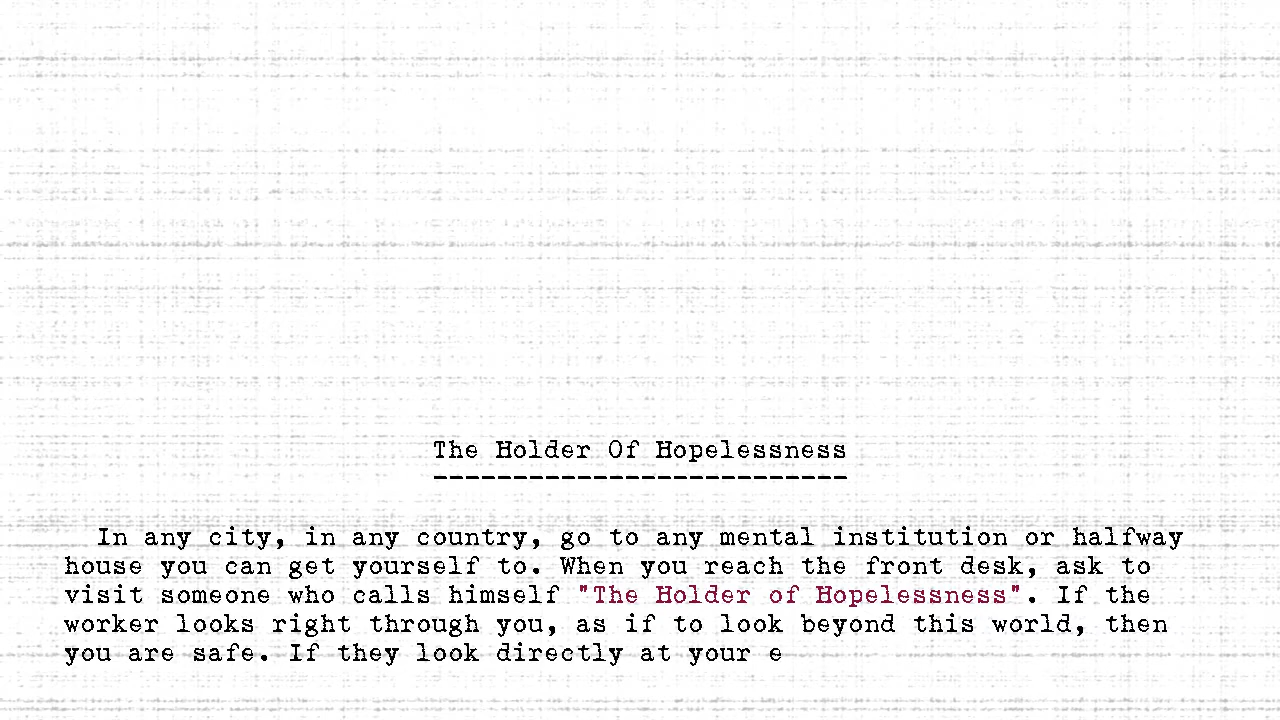 The Holder Of Hopelessness
--------------------------
In any city, in any country, go to any mental institution or halfway
house you can get yourself to. When you reach the front desk, ask to
visit someone who calls himself "The Holder of Hopelessness". If the
worker looks right through you, as if to look beyond this world, then
you are safe. If they look directly at your e